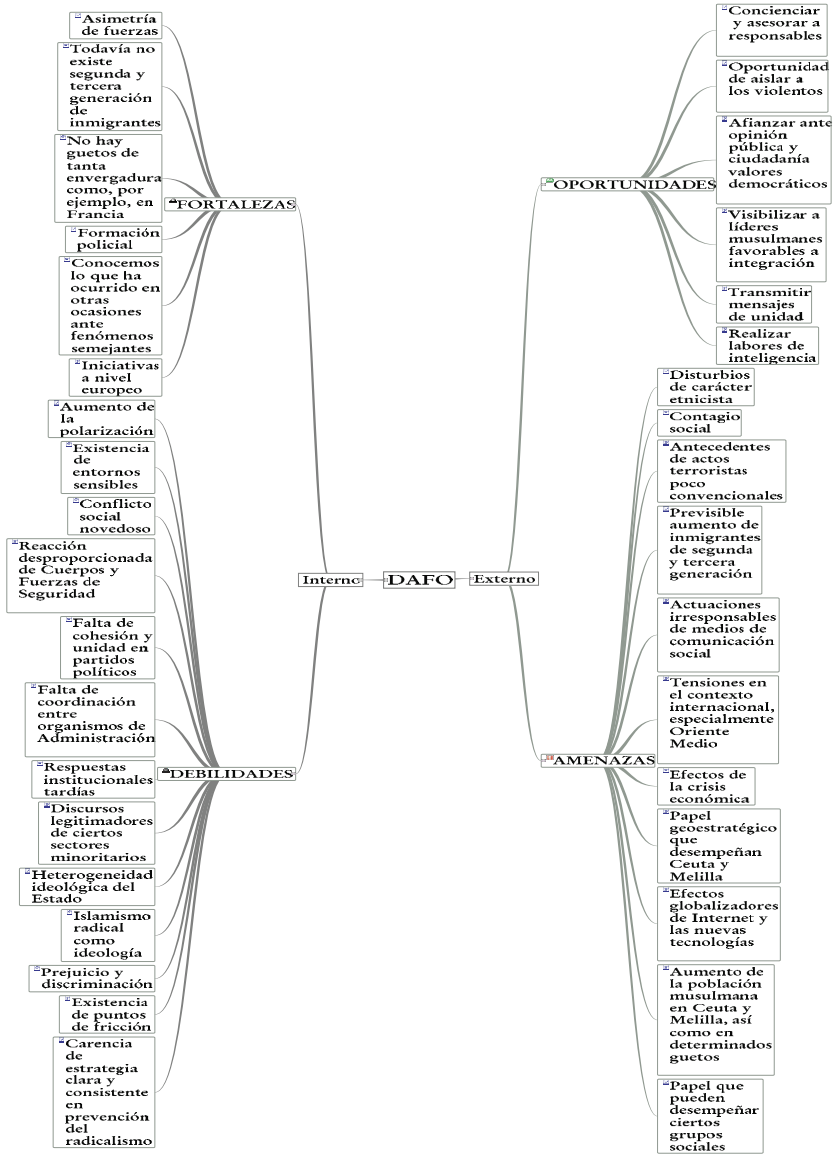 Asimetría
de fuerzas
Todavía no
existe
segunda y
tercera
generación
de
inmigrantes
No hay
guetos de
tanta
envergadura
como, por
ejemplo, en
Francia
Formación
policial
Conocemos
lo que ha
ocurrido en
otras
ocasiones
ante
fenómenos
semejantes
Iniciativas
a nivel
europeo
FORTALEZAS
Aumento de
la
polarización
Existencia
de
entornos
sensibles
Conflicto
social
novedoso
Reacción
desproporcionada
de Cuerpos y
Fuerzas de
Seguridad
Falta de
cohesión y
unidad en
partidos
políticos
Falta de
coordinación
entre
organismos de
Administración
Respuestas
institucionales
tardías
Discursos
legitimadores
de ciertos
sectores
minoritarios
Heterogeneidad
ideológica del
Estado
Islamismo
radical
como
ideología
Prejuicio y
discriminación
Existencia
de puntos
de fricción
Carencia
de
estrategia
clara y
consistente
en
prevención
del
radicalismo
DEBILIDADES
Interno
DAFO
Externo
OPORTUNIDADES
Concienciar
y asesorar a
responsables
Oportunidad
de aislar a
los violentos
Afianzar ante
opinión
pública y
ciudadanía
valores
democráticos
Visibilizar a
líderes
musulmanes
favorables a
integración
Transmitir
mensajes
de unidad
Realizar
labores de
inteligencia
AMENAZAS
Disturbios
de carácter
etnicista
Contagio
social
Antecedentes
de actos
terroristas
poco
convencionales
Previsible
aumento de
inmigrantes
de segunda
y tercera
generación
Actuaciones
irresponsables
de medios de
comunicación
social
Tensiones en
el contexto
internacional,
especialmente
Oriente
Medio
Efectos de
la crisis
económica
Papel
geoestratégico
que
desempeñan
Ceuta y
Melilla
Efectos
globalizadores
de Internet y
las nuevas
tecnologías
Aumento de
la población
musulmana
en Ceuta y
Melilla, así
como en
determinados
guetos
Papel que
pueden
desempeñar
ciertos
grupos
sociales